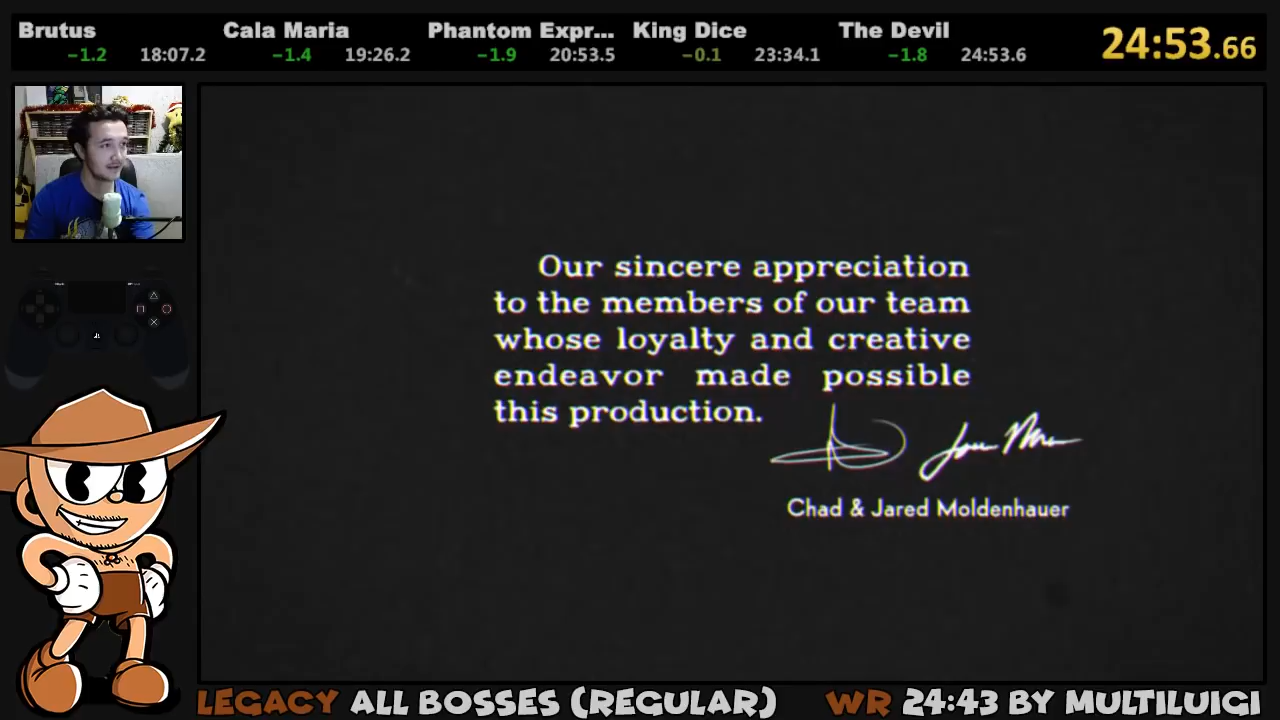 Brutus Cala Maria Phantom Expr... King Dice The Devil
−1.2 18:07.2 −1.4 19:26.2 −1.9 20:53.5 −0.1 23:34.1 −1.8 24:53.6
24:53.66
Our sincere appreciation
to the members of our team
whose loyalty and creative
endeavor made possible
this production.
Chad & Jared Moldenhauer
LEGACY ALL BOSSES (REGULAR) WR 24:43 BY MULTILUIGI